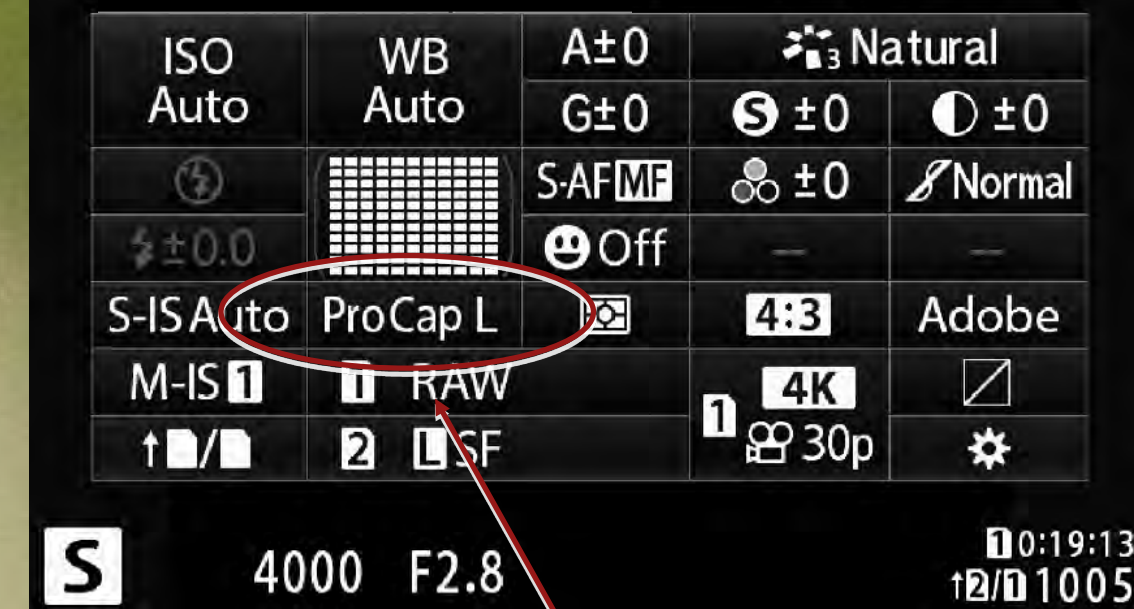 ISO Auto
WB Auto
A±0
3 Natural
G±0
S ±0
±0
S-AF MF
±0
Normal
±0.0
Off
--
--
S-IS Auto
ProCap L
4:3
Adobe
M-IS 1
1 RAW
1 4K 30p
/
2 L SF
S
4000
F2.8
1 0:19:13
2/1 1005